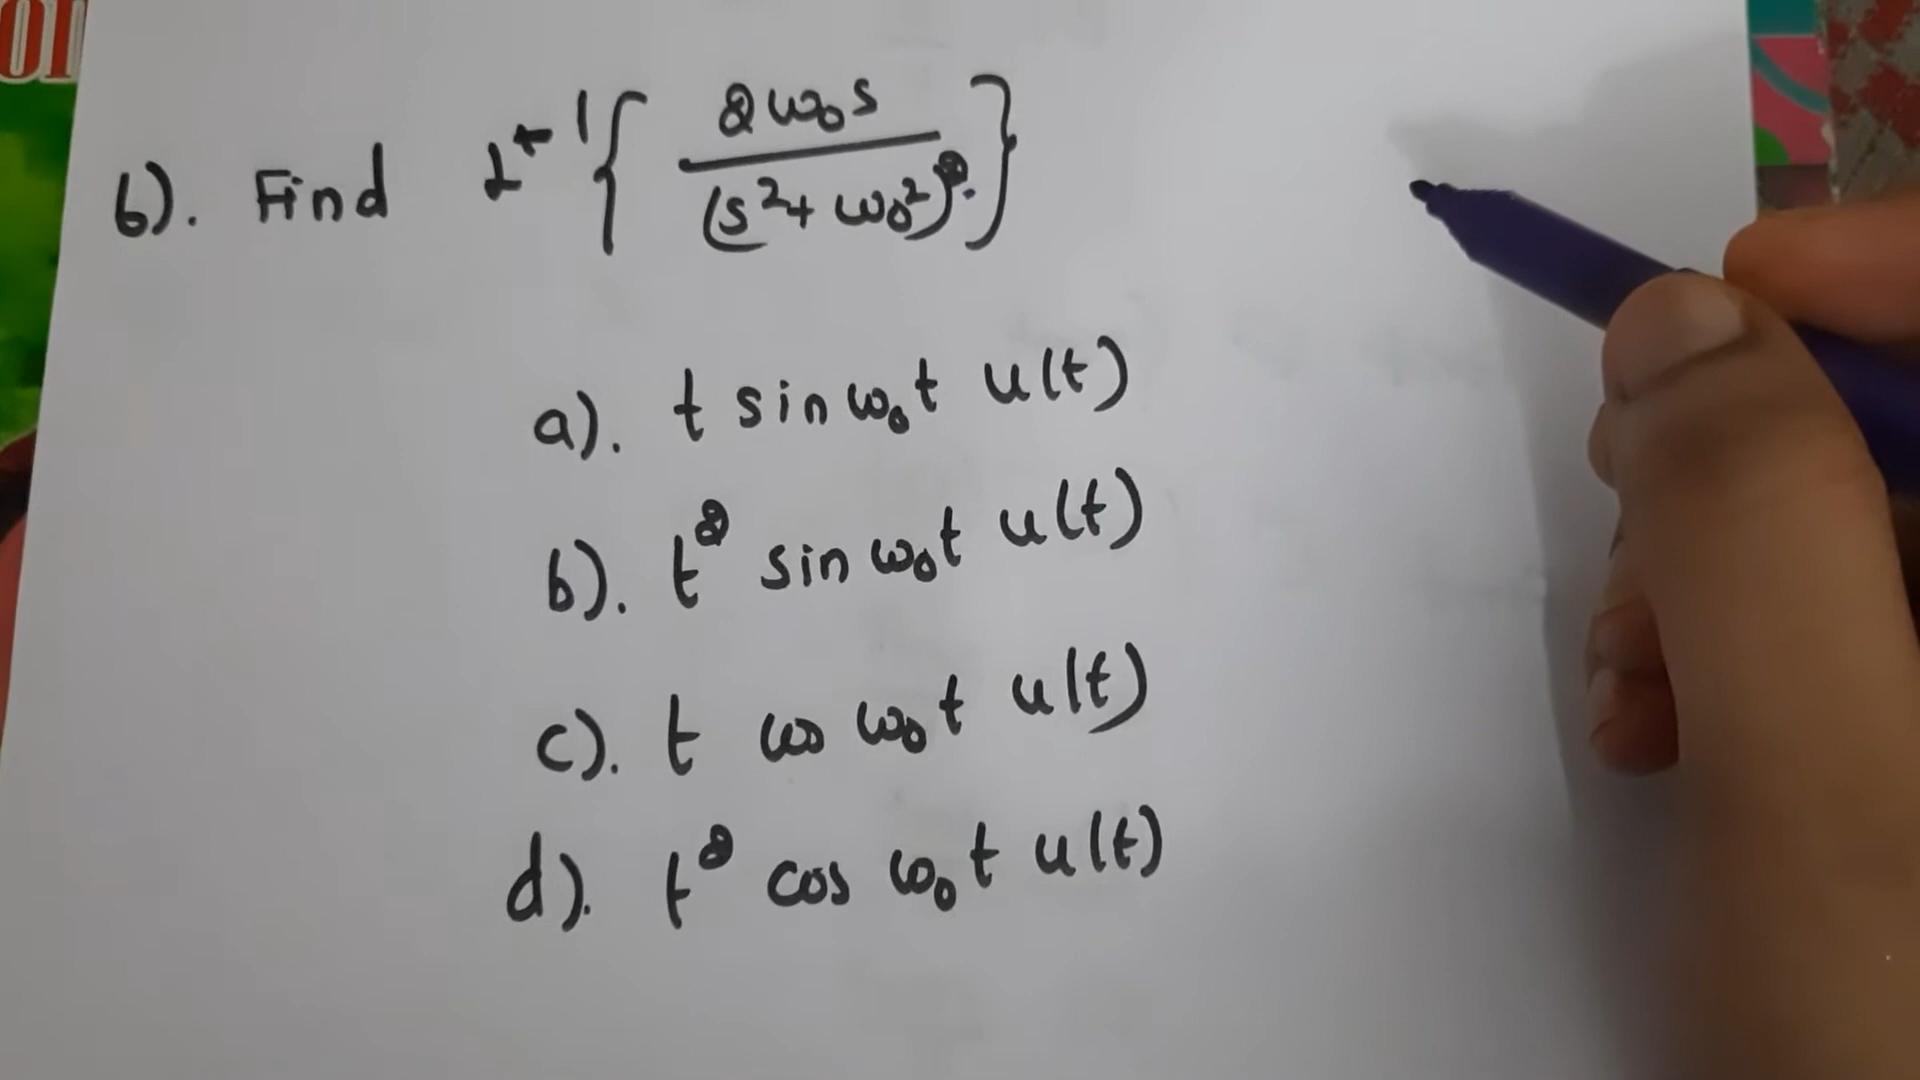 6). Find L⁻¹{ 2ω₀s / (s²+ ω₀²)². }
a). t sin ω₀t u(t)
b). t² sin ω₀t u(t)
c). t cos ω₀t u(t)
d). t² cos ω₀t u(t)